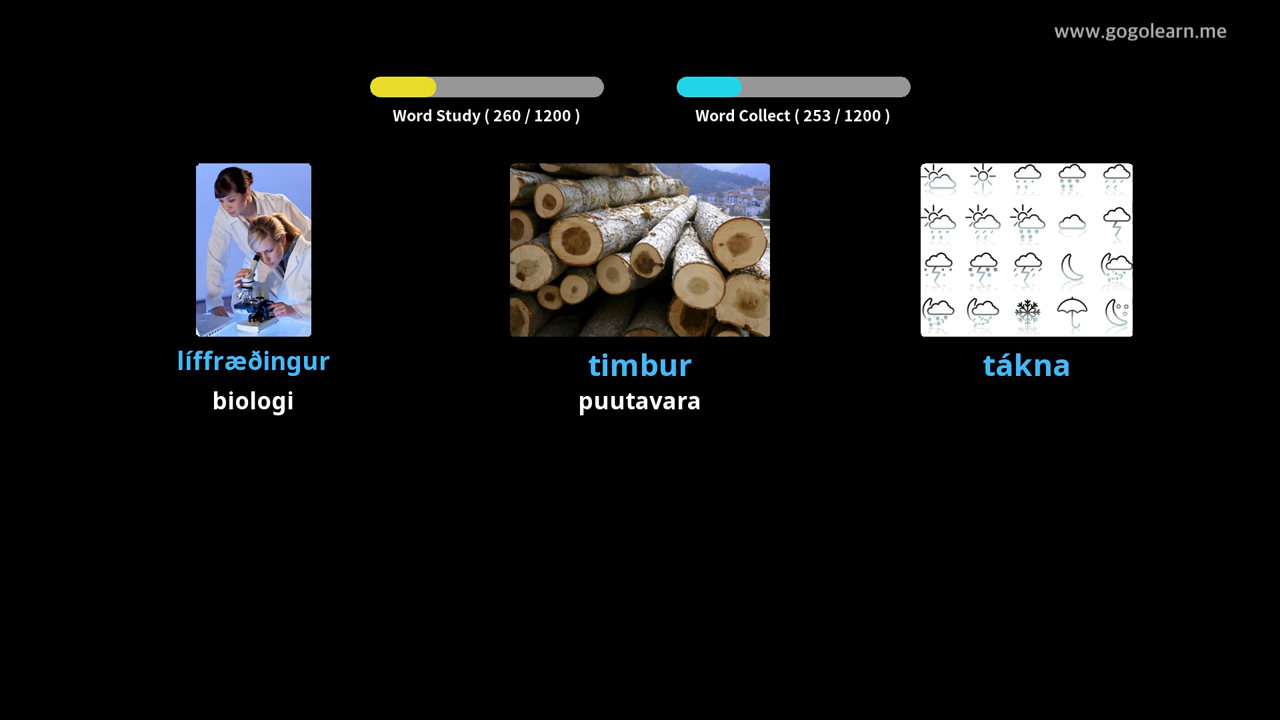 www.gogolearn.me
Word Study ( 260 / 1200 )
Word Collect ( 253 / 1200 )
líffræðingur
timbur
tákna
biologi
puutavara